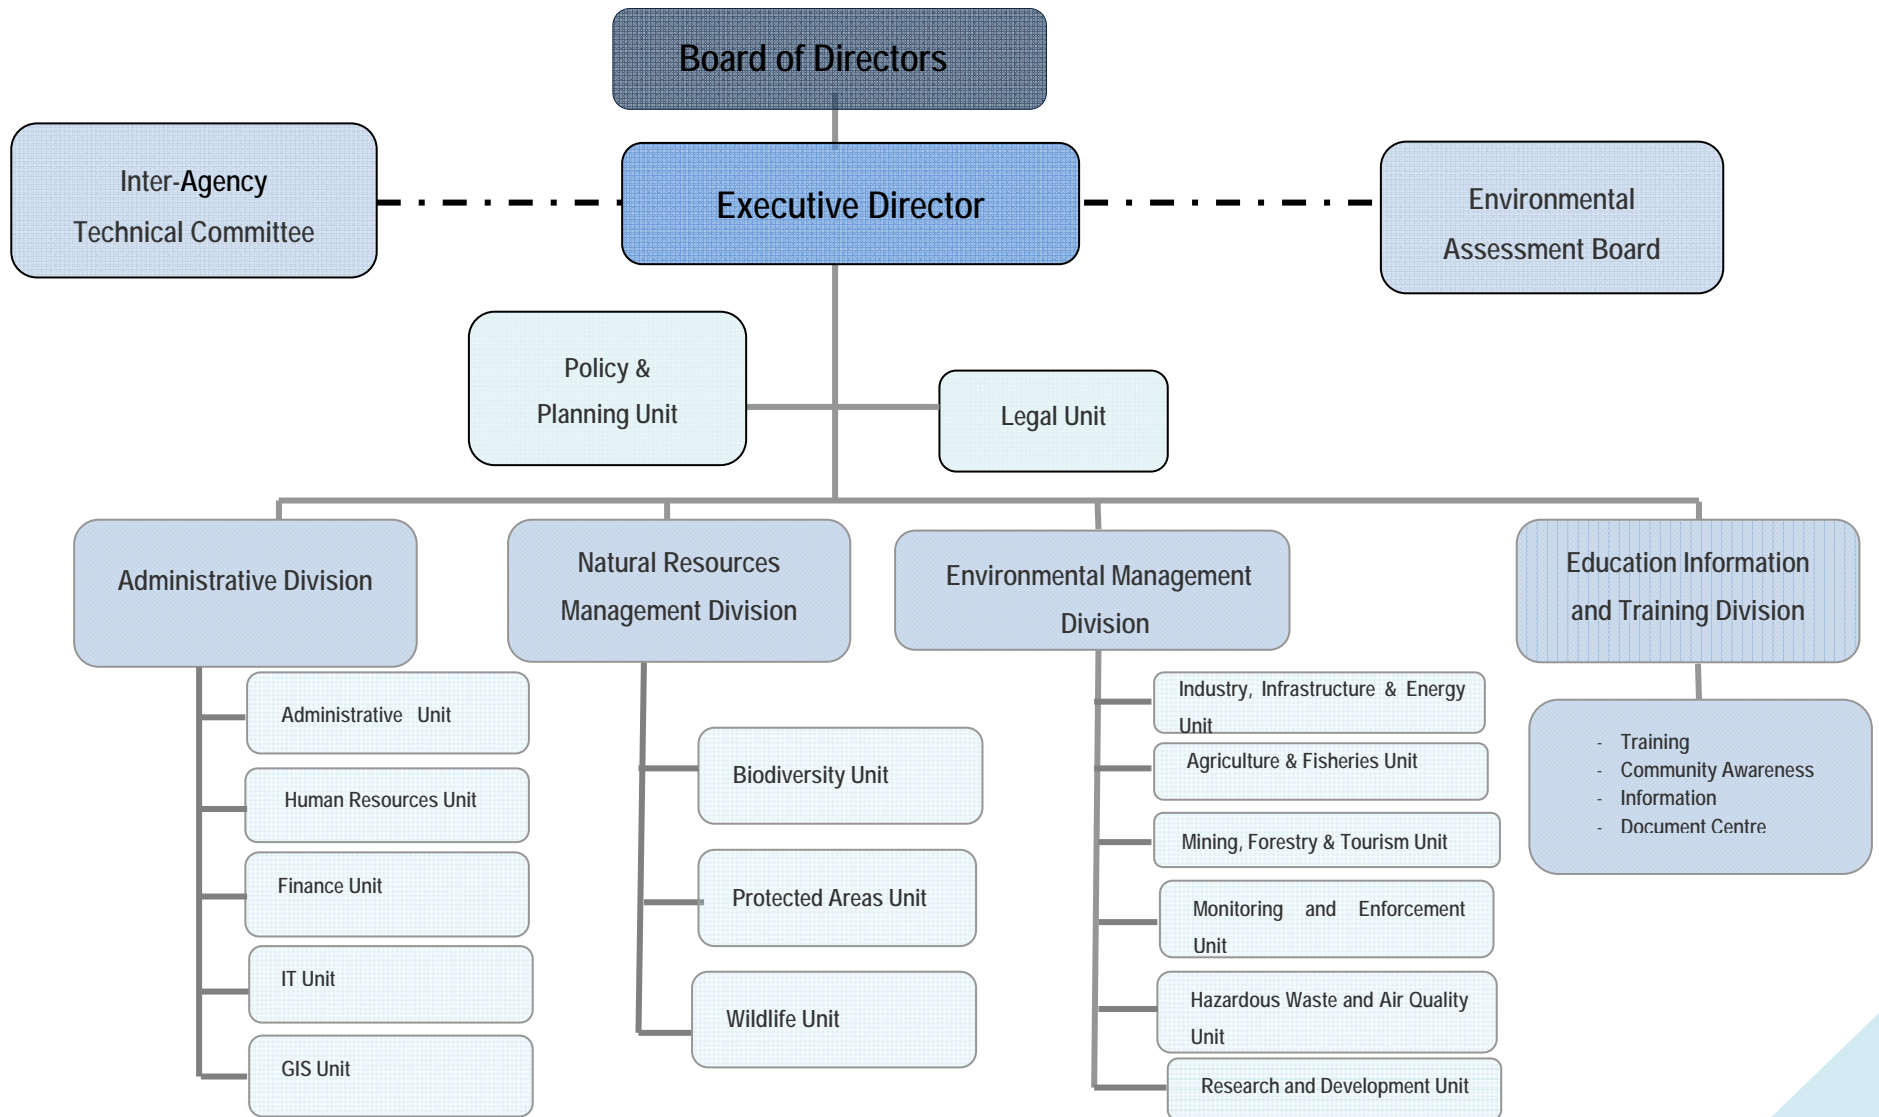 Board of Directors
Inter-Agency
Technical Committee
Executive Director
Environmental
Assessment Board
Policy &
Planning Unit
Legal Unit
Administrative Division
Natural Resources
Management Division
Environmental Management
Division
Education Information
and Training Division
Administrative Unit
Human Resources Unit
Finance Unit
IT Unit
GIS Unit
Biodiversity Unit
Protected Areas Unit
Wildlife Unit
Industry, Infrastructure & Energy
Unit
Agriculture & Fisheries Unit
Mining, Forestry & Tourism Unit
Monitoring and Enforcement
Unit
Hazardous Waste and Air Quality
Unit
Research and Development Unit
- Training
- Community Awareness
- Information
- Document Centre